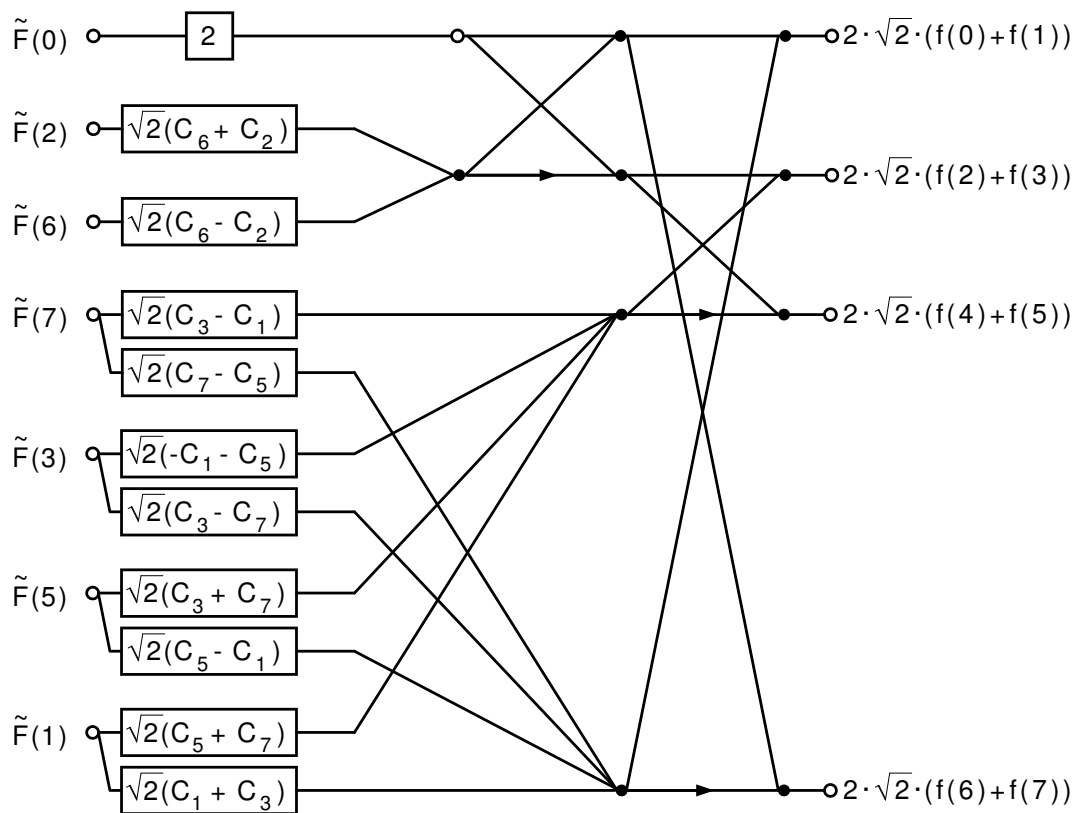 F̃(0) 2 2·√2·(f(0)+f(1))
F̃(2) √2(C₆ + C₂)
2·√2·(f(2)+f(3))
F̃(6) √2(C₆ - C₂)
F̃(7) √2(C₃ - C₁) 2·√2·(f(4)+f(5))
√2(C₇ - C₅)
F̃(3) √2(-C₁ - C₅)
√2(C₃ - C₇)
F̃(5) √2(C₃ + C₇)
√2(C₅ - C₁)
F̃(1) √2(C₅ + C₇)
√2(C₁ + C₃) 2·√2·(f(6)+f(7))